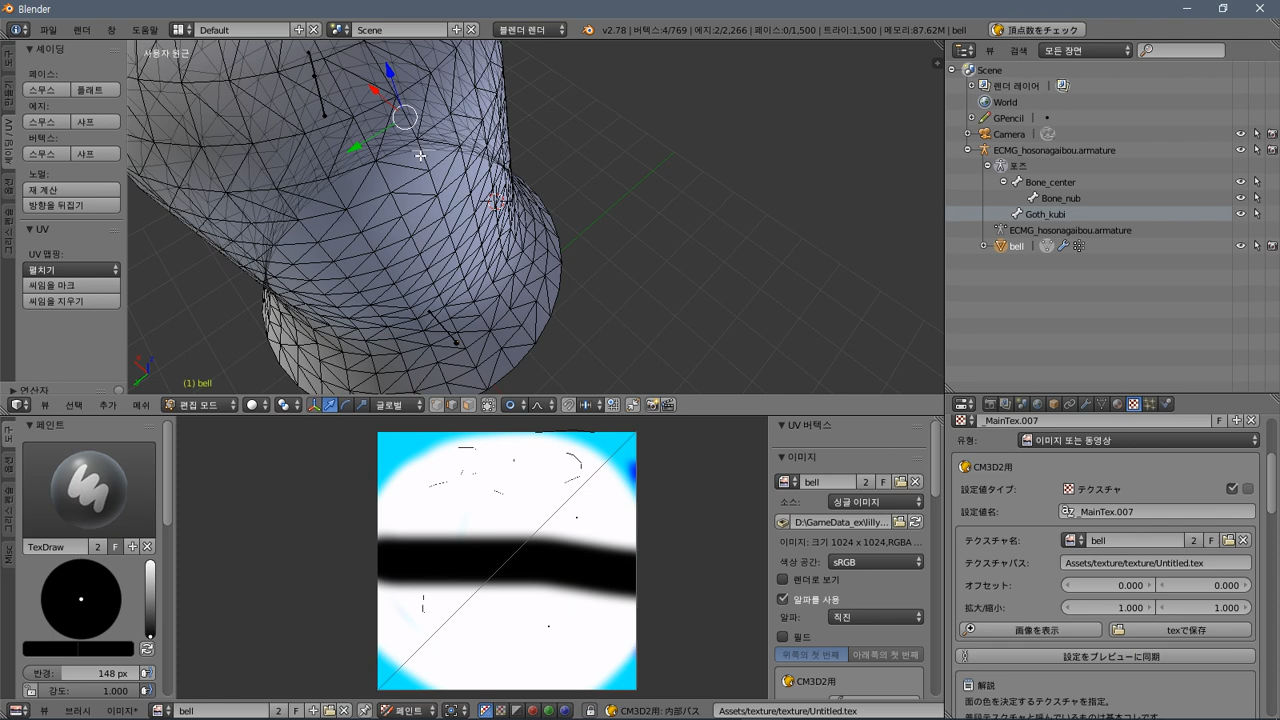 Blender
파일 렌더 창 도움말 Default Scene 블렌더 렌더 v2.78 | 버텍스:4/769 | 에지:2/2,266 | 페이스:0/1,500 | 트라이:1,500 | 메모리:87.62M | bell 頂点数をチェック
셰이딩
페이스:
스무스 플래트
에지:
스무스 샤프
버텍스:
스무스 샤프
노멀:
재 계산
방향을 뒤집기
UV
UV 맵핑:
펼치기
씨임을 마크
씨임을 지우기
연산자
사용자 원근
(1) bell
뷰 선택 추가 메쉬 편집 모드 글로벌
뷰 검색 모든 장면
Scene
렌더 레이어
World
GPencil
Camera
ECMG_hosonagaibou.armature
포즈
Bone_center
Bone_nub
Goth_kubi
ECMG_hosonagaibou.armature
bell
페인트
TexDraw 2 F
반경: 148 px
강도: 1.000
Misc
뷰 브러시 이미지* bell 2 F 페인트 CM3D2用: 内部パス Assets/texture/texture/Untitled.tex
UV 버텍스
이미지
bell 2 F
소스: 싱글 이미지
D:\GameData_ex\lilly...
이미지: 크기 1024 x 1024,RGBA ...
색상 공간: sRGB
렌더로 보기
알파를 사용
알파: 직진
필드
위쪽의 첫 번째 아래쪽의 첫 번째
CM3D2用
_MainTex.007 F
유형: 이미지 또는 동영상
CM3D2用
設定値タイプ: テクスチャ
設定値名: _MainTex.007
テクスチャ名: bell 2 F
テクスチャパス: Assets/texture/texture/Untitled.tex
オフセット: 0.000 0.000
拡大/縮小: 1.000 1.000
画像を表示 texで保存
設定をプレビューに同期
解説
色の色を決定するテクスチャを指定。